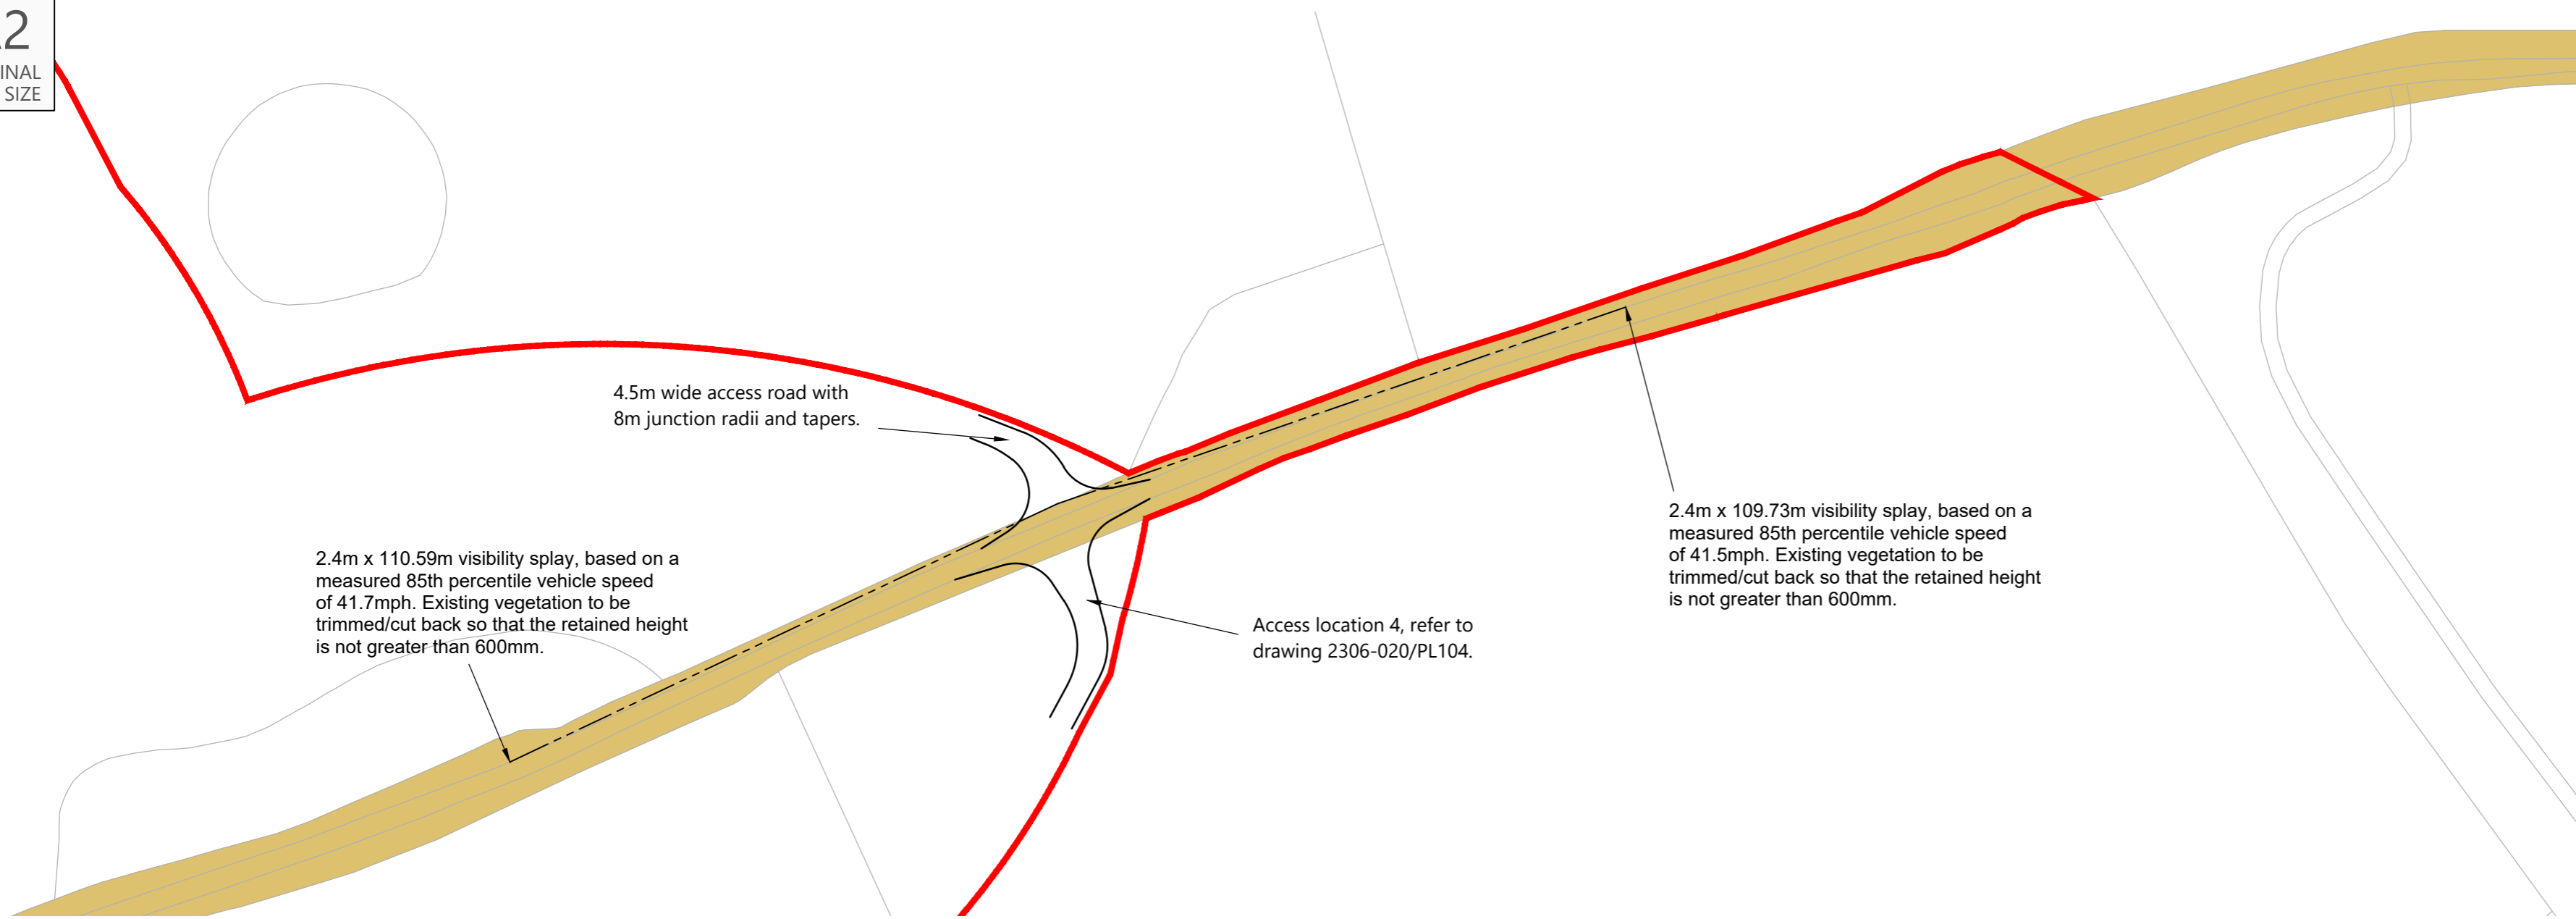 2
INAL
SIZE
4.5m wide access road with
8m junction radii and tapers.
2.4m x 110.59m visibility splay, based on a
measured 85th percentile vehicle speed
of 41.7mph. Existing vegetation to be
trimmed/cut back so that the retained height
is not greater than 600mm.
2.4m x 109.73m visibility splay, based on a
measured 85th percentile vehicle speed
of 41.5mph. Existing vegetation to be
trimmed/cut back so that the retained height
is not greater than 600mm.
Access location 4, refer to
drawing 2306-020/PL104.